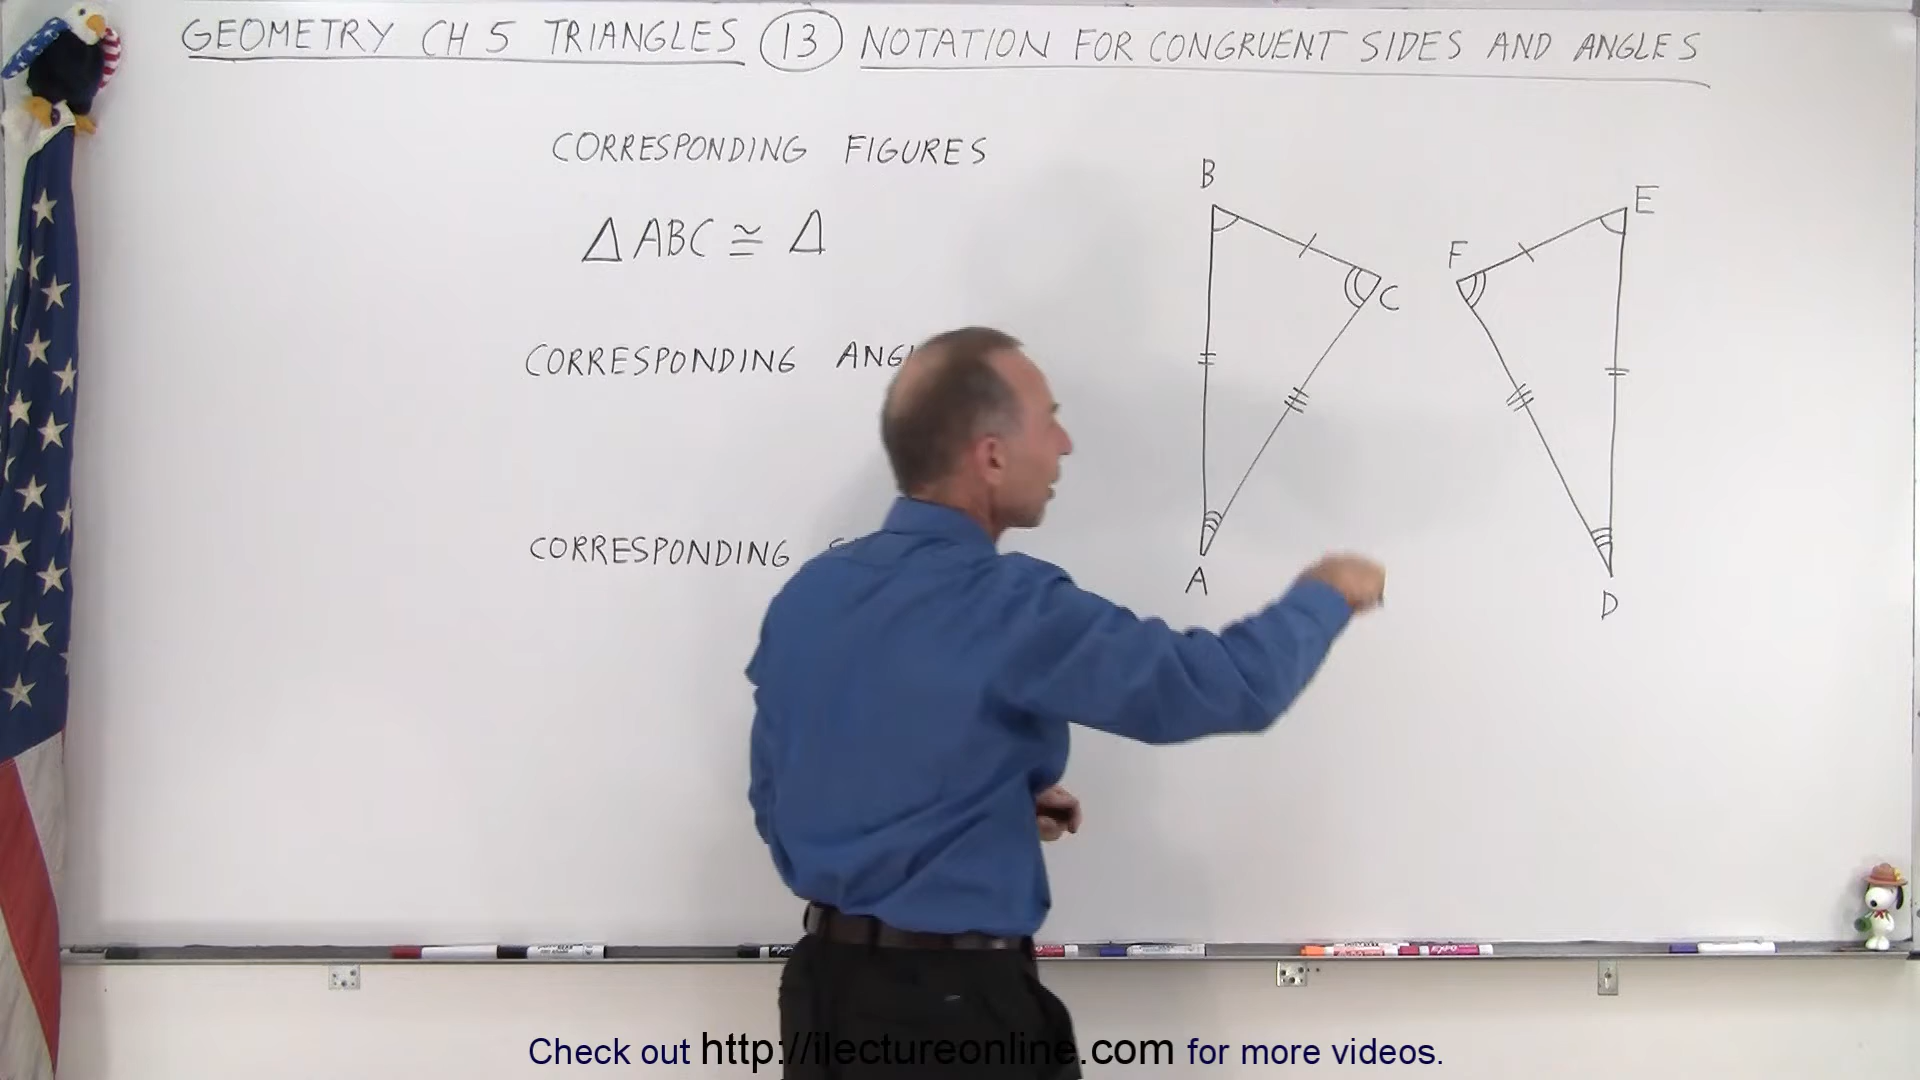 GEOMETRY CH 5 TRIANGLES 13 NOTATION FOR CONGRUENT SIDES AND ANGLES
CORRESPONDING FIGURES
△ABC ≅ △
CORRESPONDING ANGL
CORRESPONDING S
B
E
F
C
A
D
Check out http://ilectureonline.com for more videos.